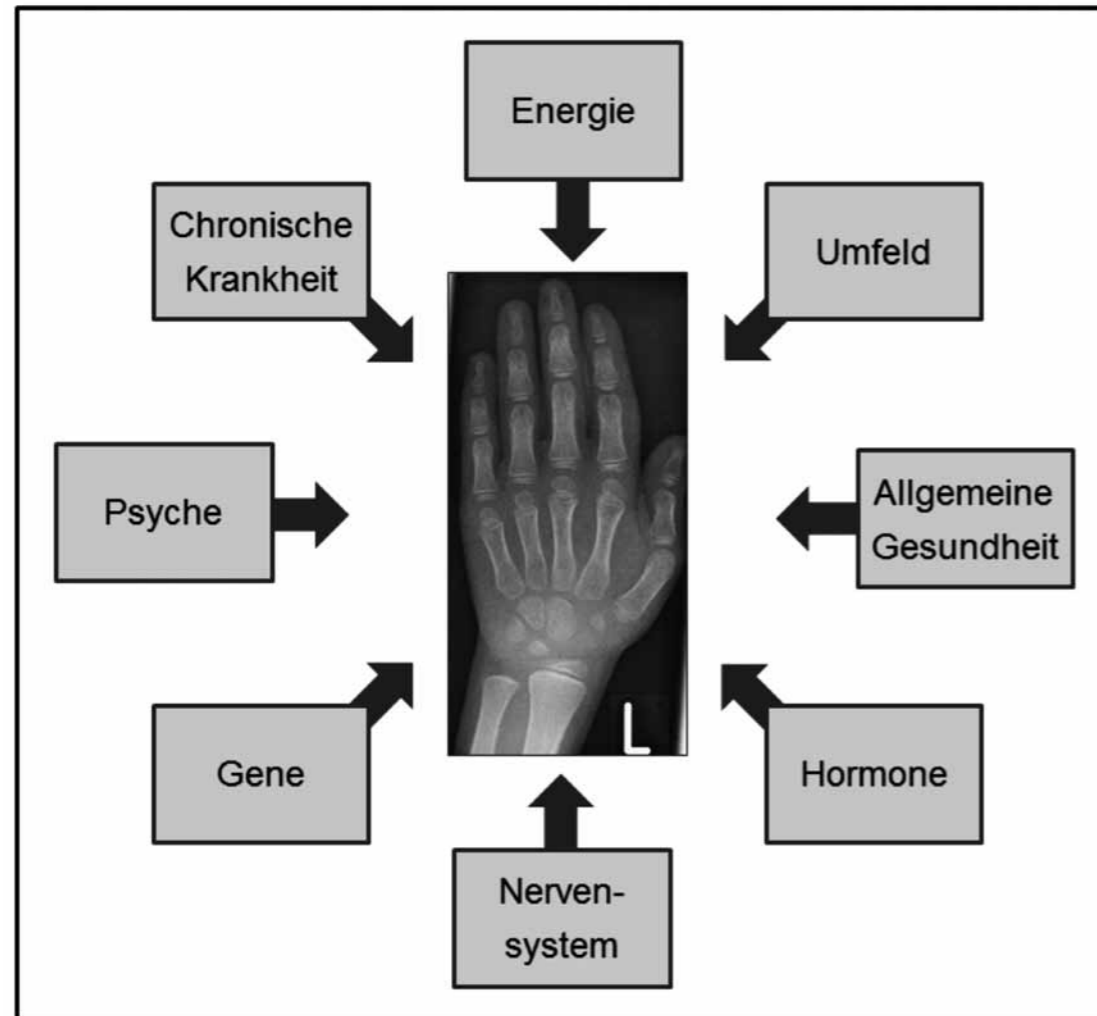 Energie
Chronische
Krankheit
Umfeld
Psyche
Allgemeine
Gesundheit
Gene
Hormone
Nerven-
system
L